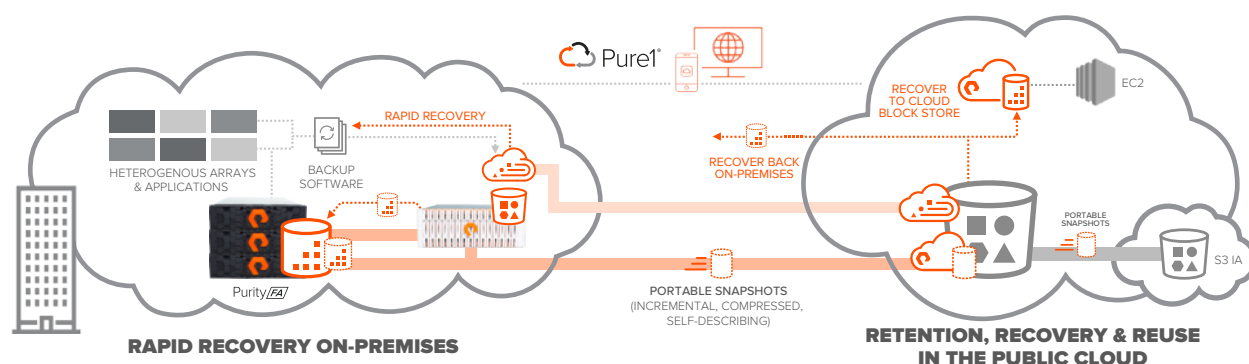 Pure1®
RAPID RECOVERY
HETEROGENOUS ARRAYS
& APPLICATIONS
BACKUP
SOFTWARE
Purity FA
RAPID RECOVERY ON-PREMISES
RECOVER BACK
ON-PREMISES
PORTABLE SNAPSHOTS
(INCREMENTAL, COMPRESSED,
SELF-DESCRIBING)
RECOVER
TO CLOUD
BLOCK STORE
EC2
PORTABLE
SNAPSHOTS
S3 IA
RETENTION, RECOVERY & REUSE
IN THE PUBLIC CLOUD